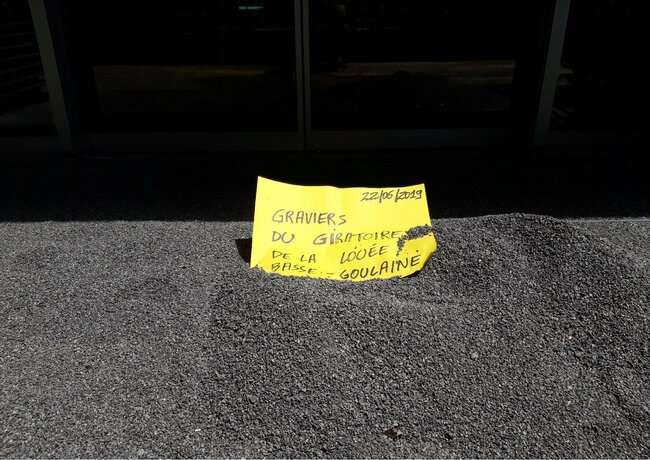 22/06/2019
GRAVIERS
DU GIRATOIRE
DE LA LOUÉE
BASSE - GOULAINE